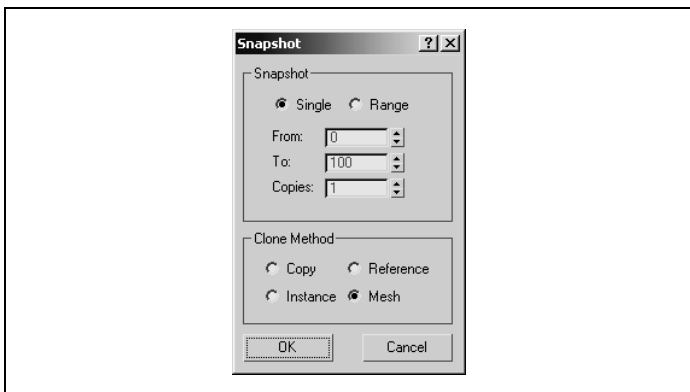 Snapshot
Snapshot
Single Range
From: 0
To: 100
Copies: 1
Clone Method
Copy Reference
Instance Mesh
OK Cancel